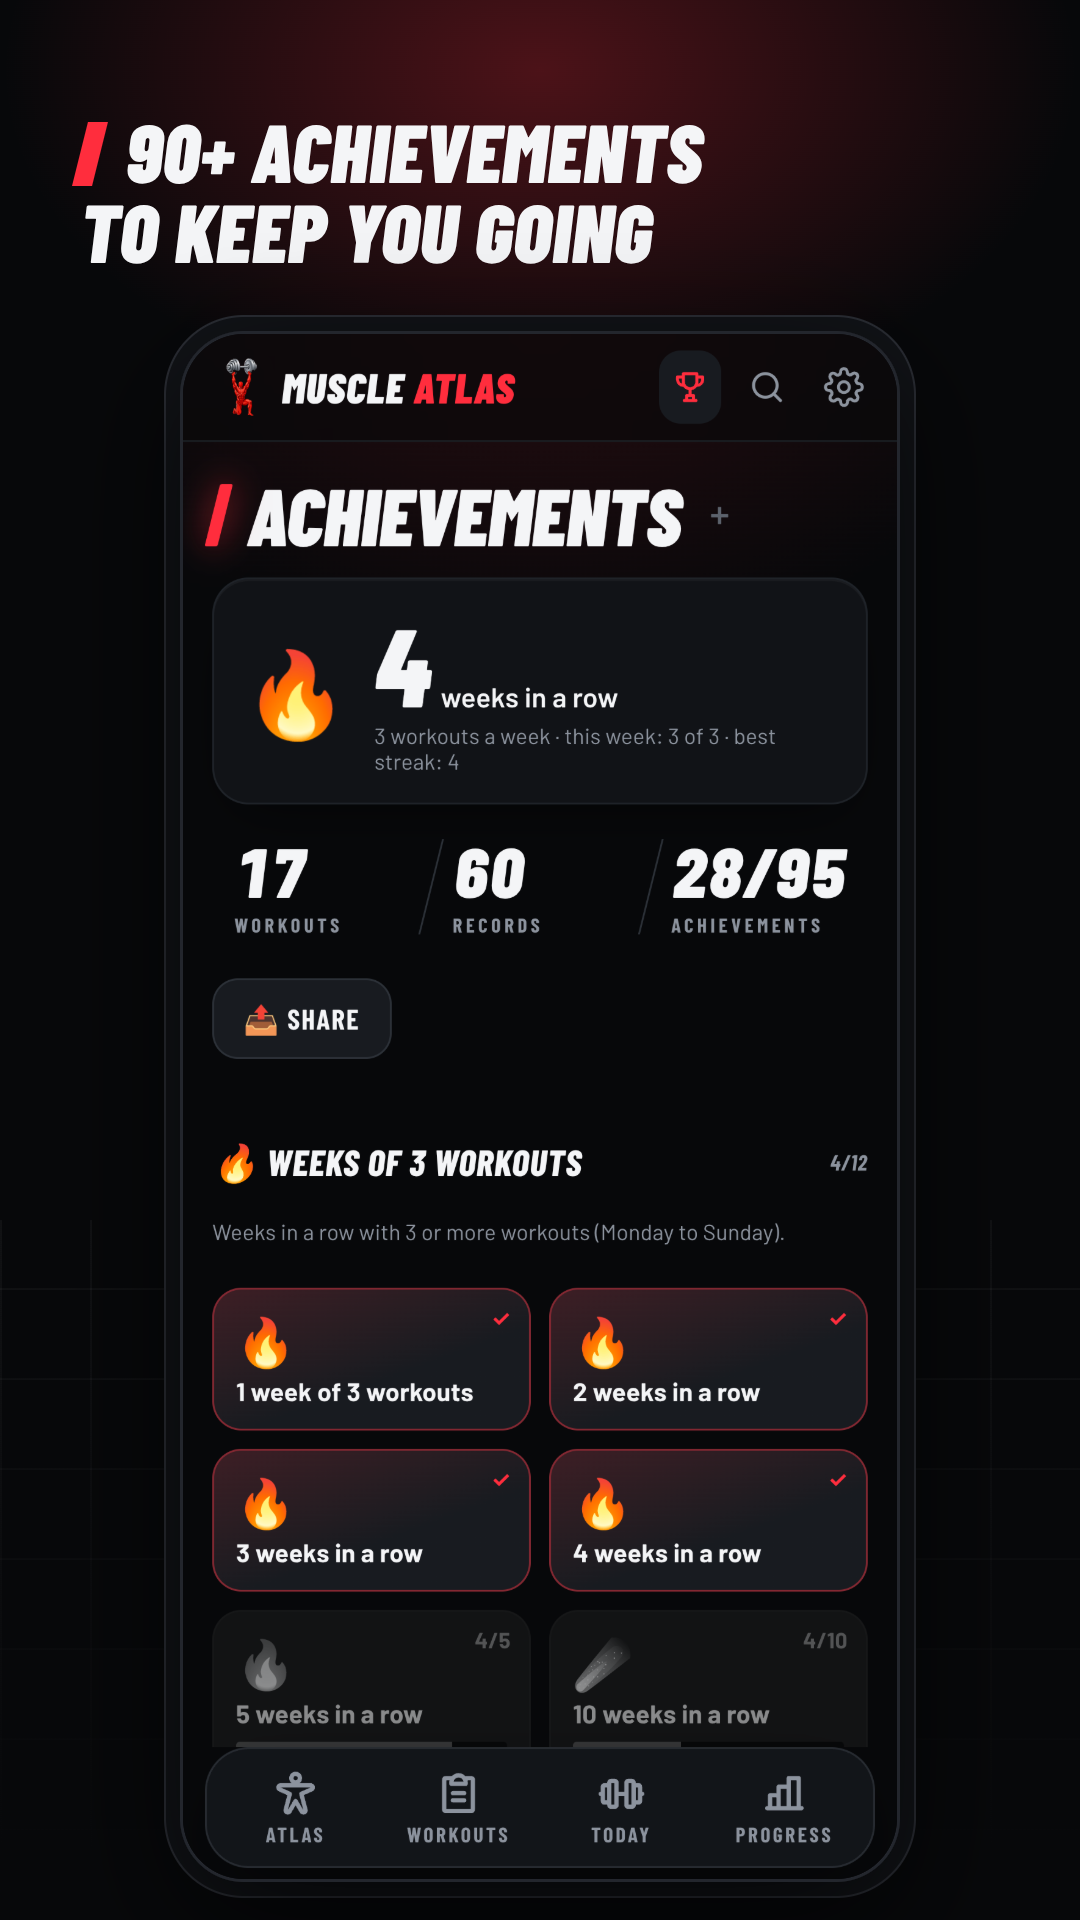 90+ ACHIEVEMENTS
TO KEEP YOU GOING
MUSCLE ATLAS
ACHIEVEMENTS +
4 weeks in a row
3 workouts a week · this week: 3 of 3 · best
streak: 4
17 60 28/95
WORKOUTS RECORDS ACHIEVEMENTS
SHARE
WEEKS OF 3 WORKOUTS 4/12
Weeks in a row with 3 or more workouts (Monday to Sunday).
1 week of 3 workouts 2 weeks in a row
3 weeks in a row 4 weeks in a row
4/5 4/10
5 weeks in a row 10 weeks in a row
ATLAS WORKOUTS TODAY PROGRESS